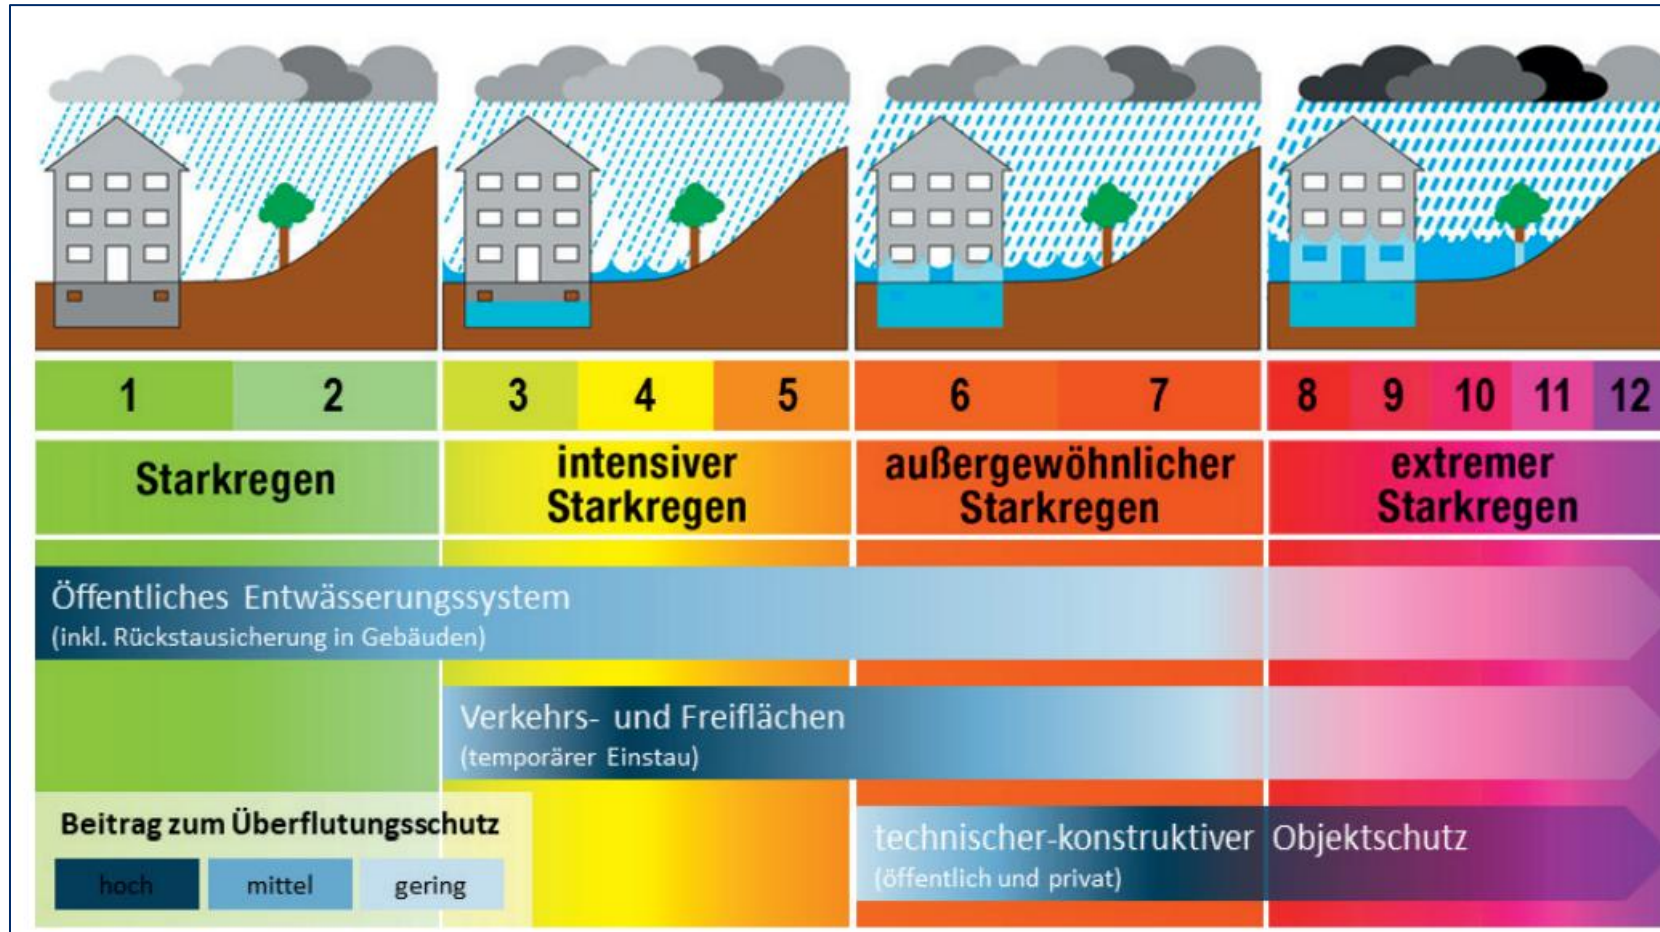 1 2 3 4 5 6 7 8 9 10 11 12
Starkregen
intensiver
Starkregen
außergewöhnlicher
Starkregen
extremer
Starkregen
Öffentliches Entwässerungssystem
(inkl. Rückstausicherung in Gebäuden)
Verkehrs- und Freiflächen
(temporärer Einstau)
Beitrag zum Überflutungsschutz
hoch mittel gering
technischer-konstruktiver Objektschutz
(öffentlich und privat)